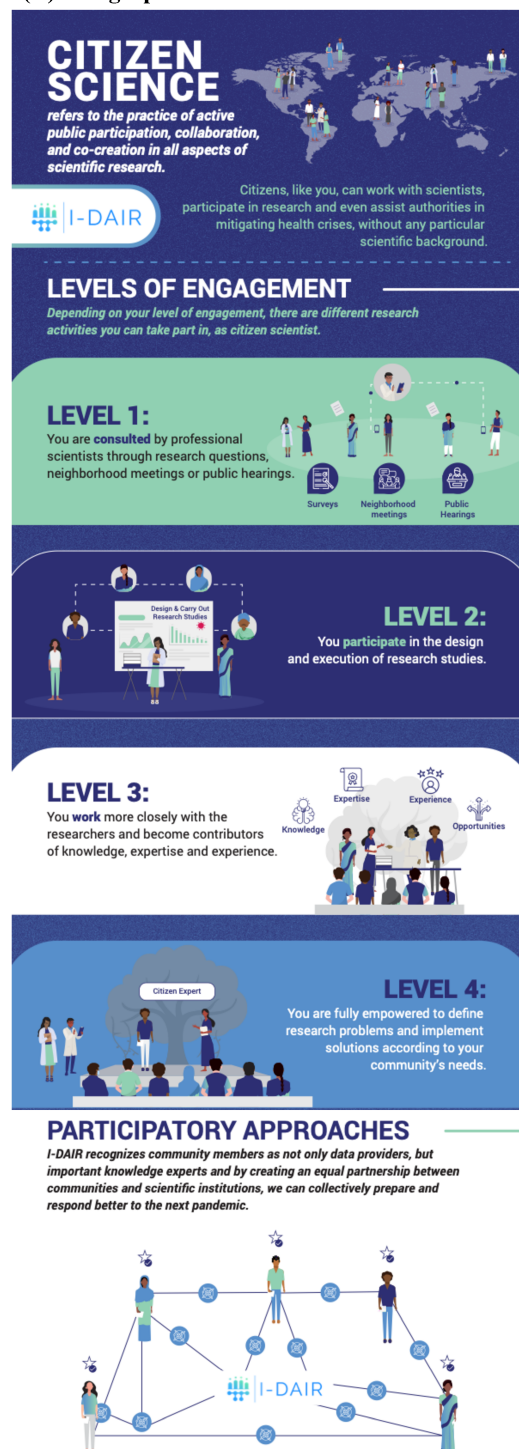 CITIZEN
SCIENCE
refers to the practice of active
public participation, collaboration,
and co-creation in all aspects of
scientific research.
I-DAIR
Citizens, like you, can work with scientists,
participate in research and even assist authorities in
mitigating health crises, without any particular
scientific background.
LEVELS OF ENGAGEMENT
Depending on your level of engagement, there are different research
activities you can take part in, as citizen scientist.
LEVEL 1:
You are consulted by professional
scientists through research questions,
neighborhood meetings or public hearings.
Surveys
Neighborhood
meetings
Public
Hearings
Design & Carry Out
Research Studies
LEVEL 2:
You participate in the design
and execution of research studies.
LEVEL 3:
You work more closely with the
researchers and become contributors
of knowledge, expertise and experience.
Knowledge
Expertise
Experience
Opportunities
Citizen Expert
LEVEL 4:
You are fully empowered to define
research problems and implement
solutions according to your
community's needs.
PARTICIPATORY APPROACHES
I-DAIR recognizes community members as not only data providers, but
important knowledge experts and by creating an equal partnership between
communities and scientific institutions, we can collectively prepare and
respond better to the next pandemic.
I-DAIR